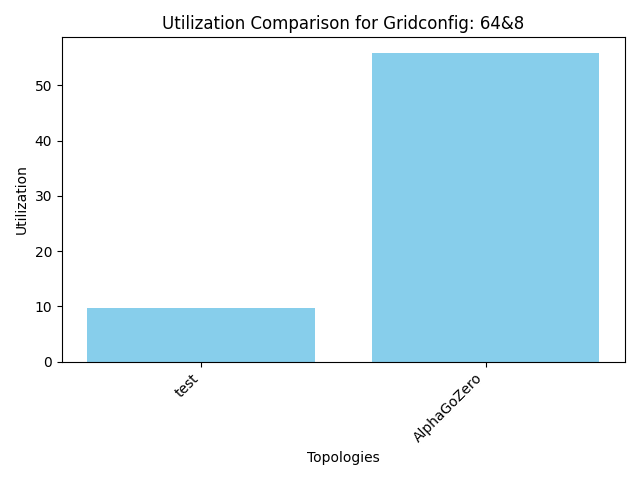 Utilization Comparison for Gridconfig: 64&8
Utilization
50
40
30
20
10
0
test
AlphaGoZero
Topologies